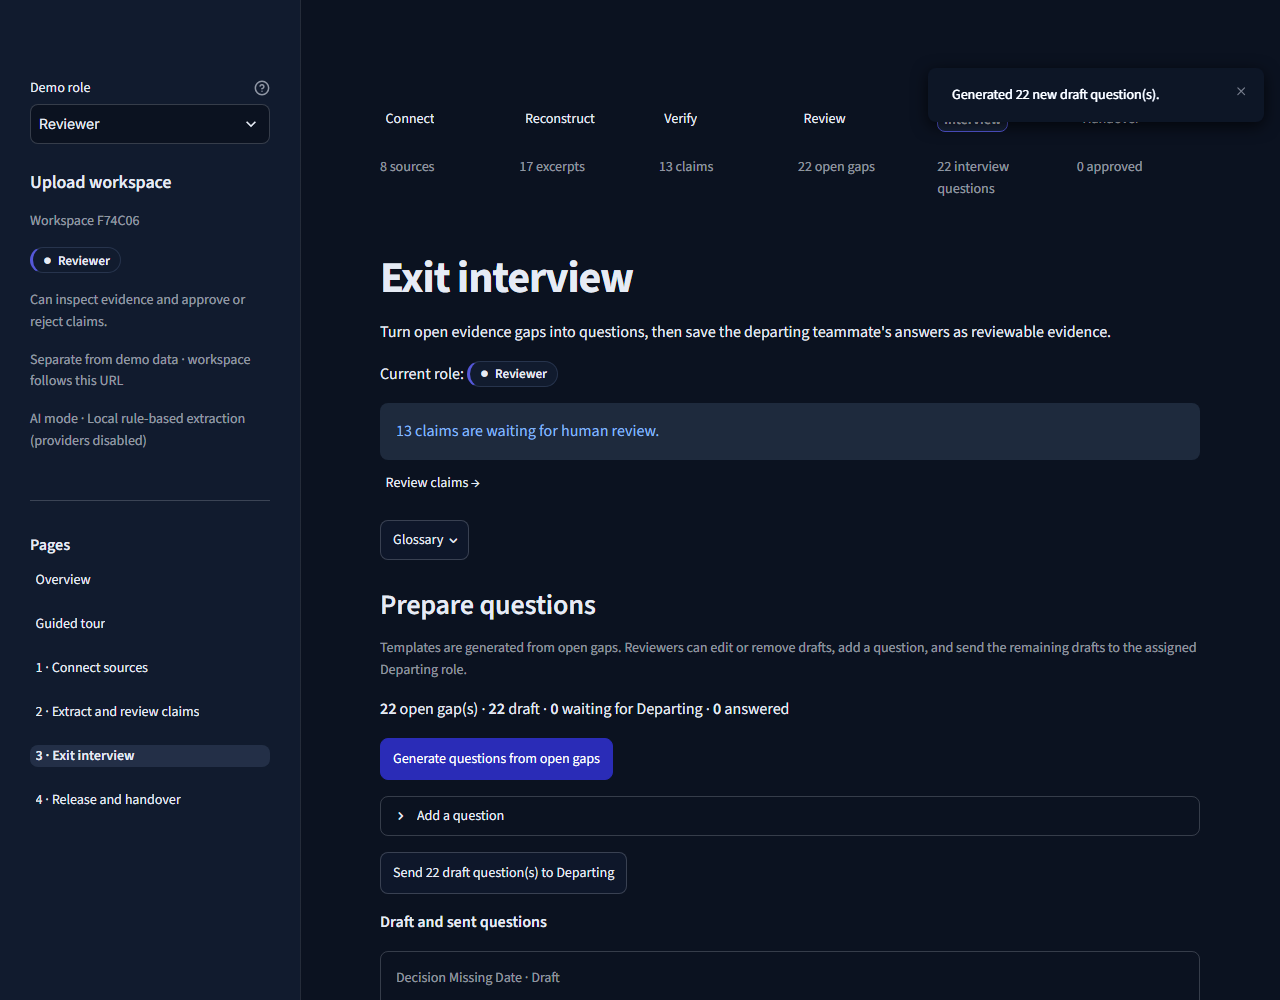 Demo role
Reviewer
Upload workspace
Workspace F74C06
Reviewer
Can inspect evidence and approve or
reject claims.
Separate from demo data · workspace
follows this URL
AI mode · Local rule-based extraction
(providers disabled)
Pages
Overview
Guided tour
1 · Connect sources
2 · Extract and review claims
3 · Exit interview
4 · Release and handover
Generated 22 new draft question(s).
Connect
Reconstruct
Verify
Review
8 sources
17 excerpts
13 claims
22 open gaps
22 interview
questions
0 approved
Exit interview
Turn open evidence gaps into questions, then save the departing teammate's answers as reviewable evidence.
Current role: Reviewer
13 claims are waiting for human review.
Review claims →
Glossary
Prepare questions
Templates are generated from open gaps. Reviewers can edit or remove drafts, add a question, and send the remaining drafts to the assigned
Departing role.
22 open gap(s) · 22 draft · 0 waiting for Departing · 0 answered
Generate questions from open gaps
Add a question
Send 22 draft question(s) to Departing
Draft and sent questions
Decision Missing Date · Draft